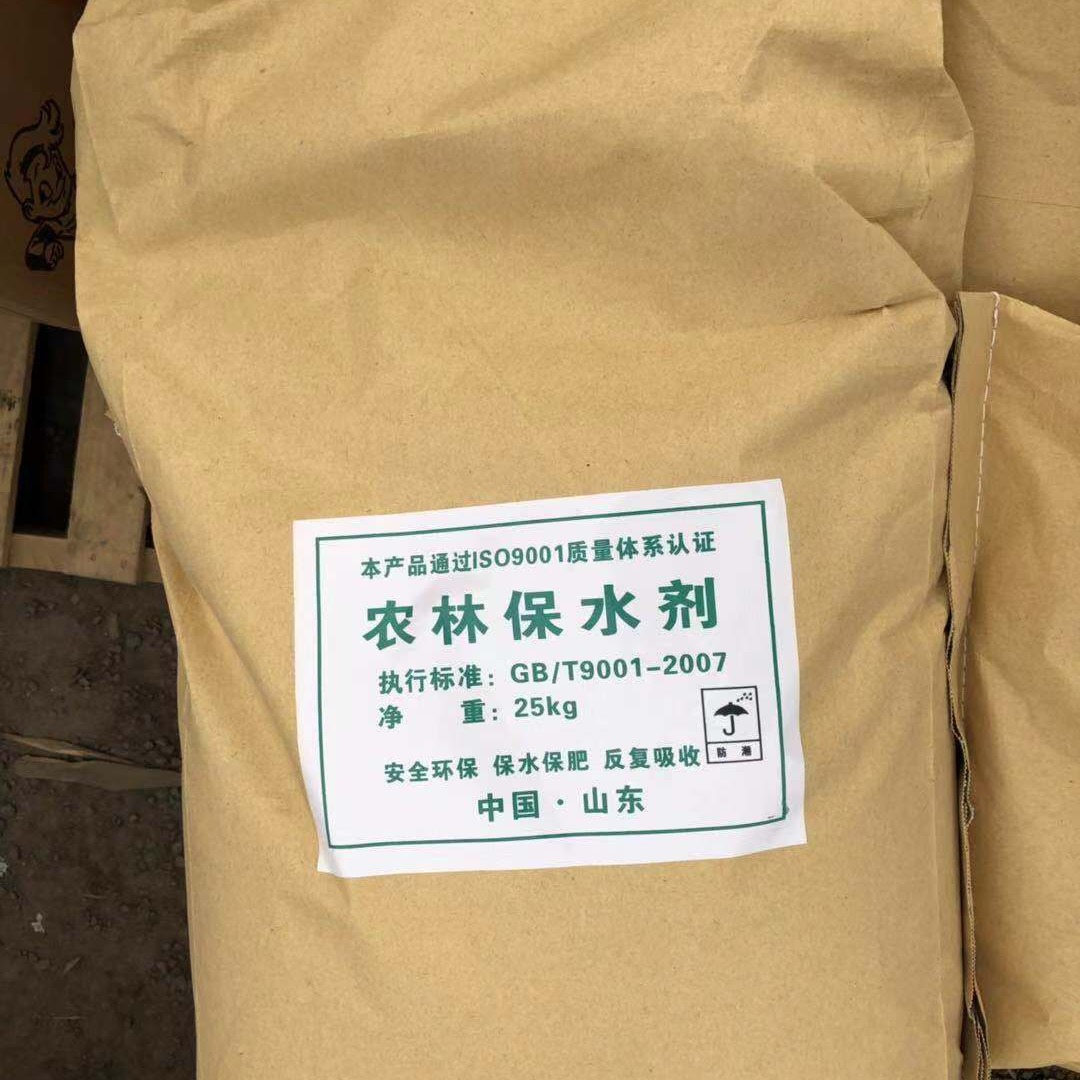 本产品通过ISO9001质量体系认证
农林保水剂
执行标准：GB/T9001-2007
净 重：25kg
防潮
安全环保 保水保肥 反复吸收
中国·山东